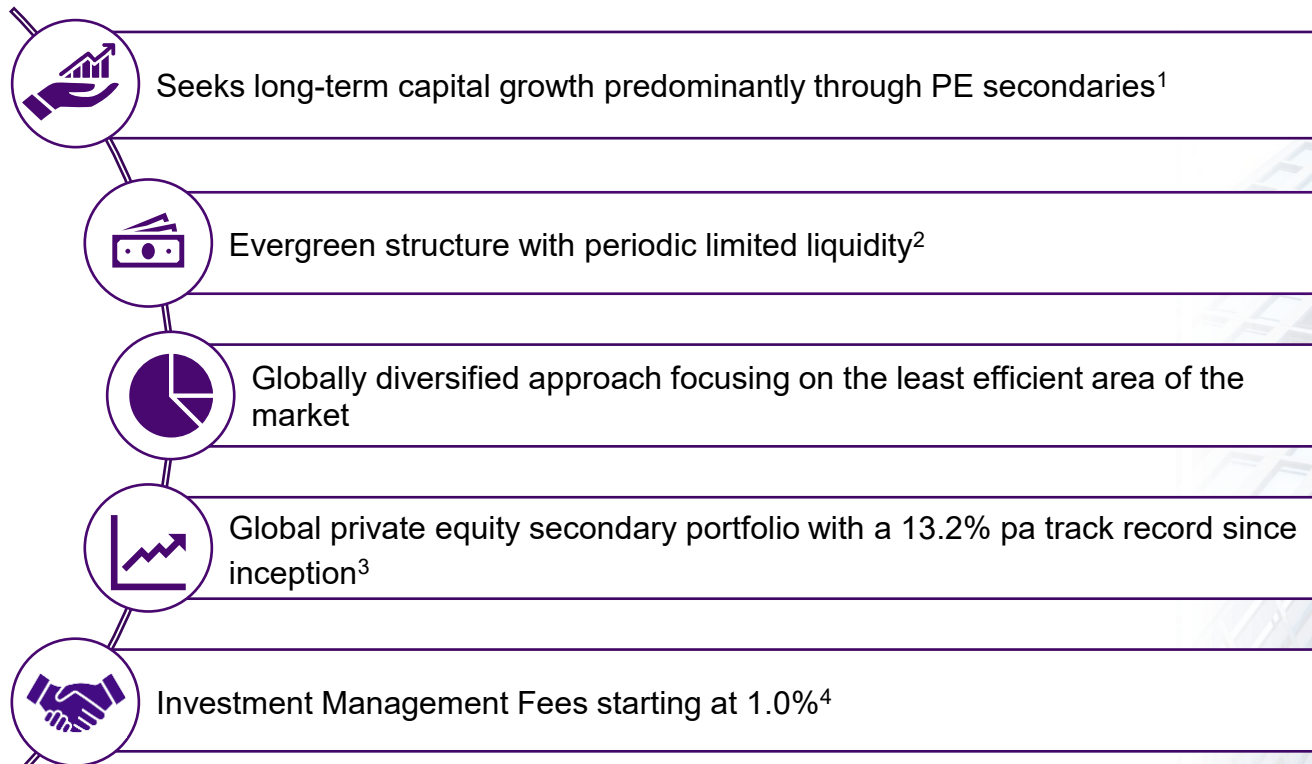 Seeks long-term capital growth predominantly through PE secondaries¹
Evergreen structure with periodic limited liquidity²
Globally diversified approach focusing on the least efficient area of the
market
Global private equity secondary portfolio with a 13.2% pa track record since
inception³
Investment Management Fees starting at 1.0%⁴